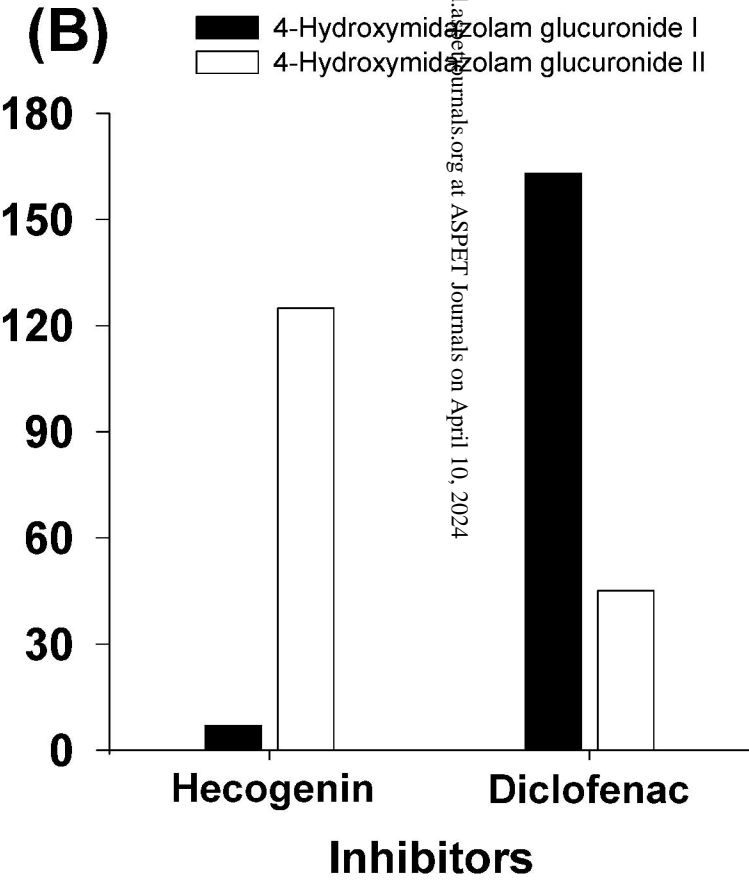 (B)
4-Hydroxymidazolam glucuronide I
4-Hydroxymidazolam glucuronide II
180
150
120
90
60
30
0
Hecogenin
Diclofenac
Inhibitors
at ASPET Journals on April 10, 2024